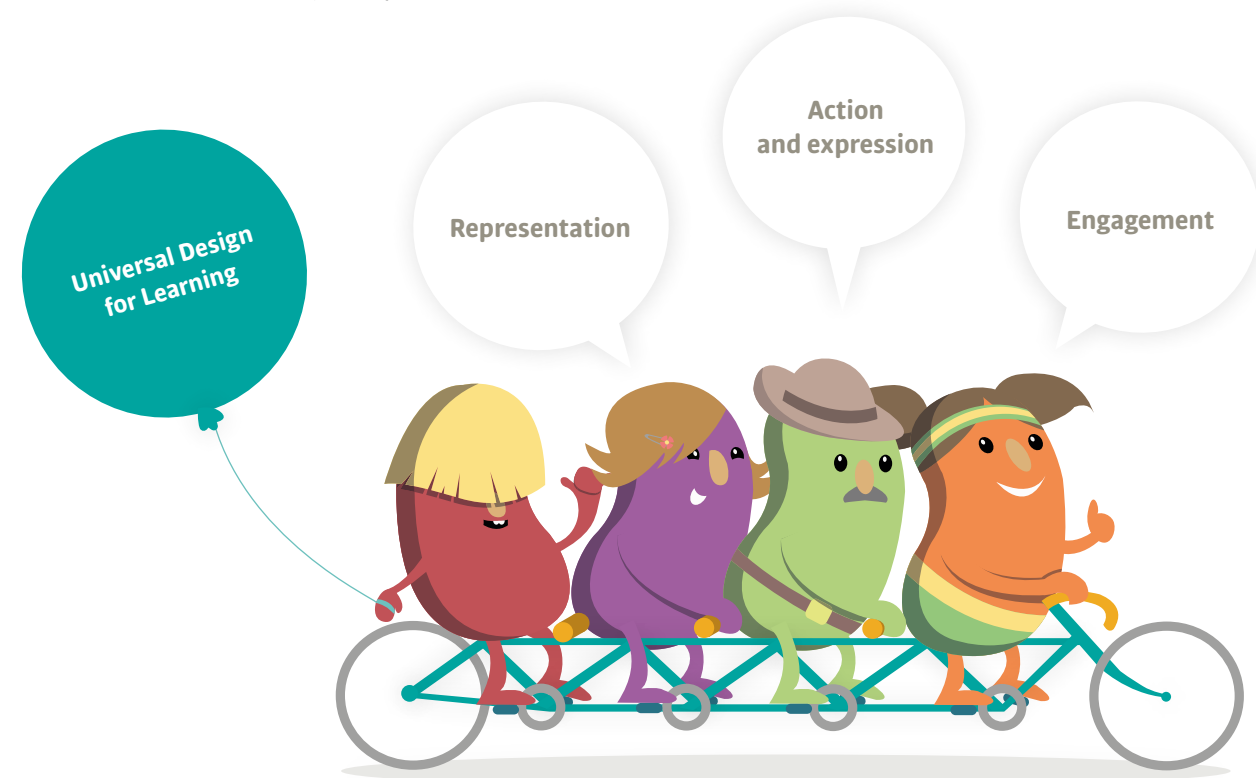 Universal Design
for Learning
Representation
Action
and expression
Engagement